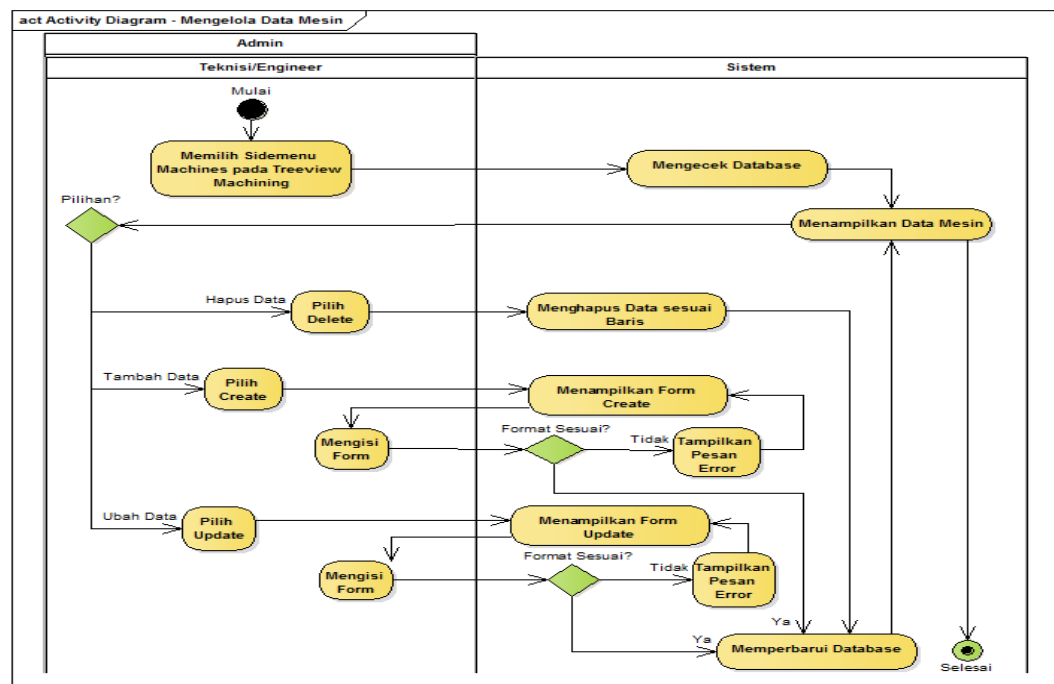 act Activity Diagram - Mengelola Data Mesin
Admin
Teknisi/Engineer
Sistem
Mulai
Memilih Sidemenu
Machines pada Treeview
Machining
Mengecek Database
Pilihan?
Menampilkan Data Mesin
Hapus Data
Pilih
Delete
Menghapus Data sesuai
Baris
Tambah Data
Pilih
Create
Menampilkan Form
Create
Mengisi
Form
Format Sesuai?
Tidak
Tampilkan
Pesan
Error
Ubah Data
Pilih
Update
Menampilkan Form
Update
Mengisi
Form
Format Sesuai?
Tidak
Tampilkan
Pesan
Error
Ya
Ya
Memperbarui Database
Selesai